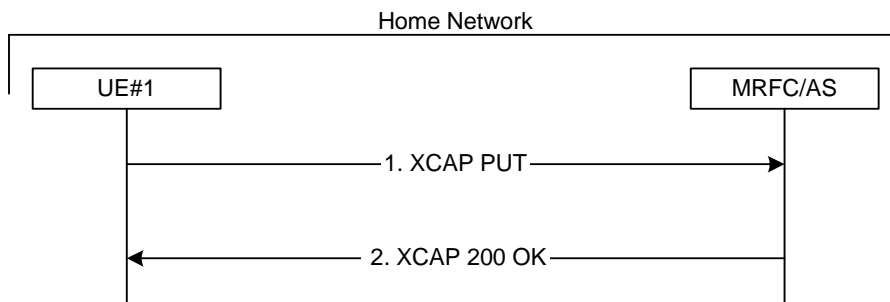 Home Network
UE#1
MRFC/AS
1. XCAP PUT
2. XCAP 200 OK